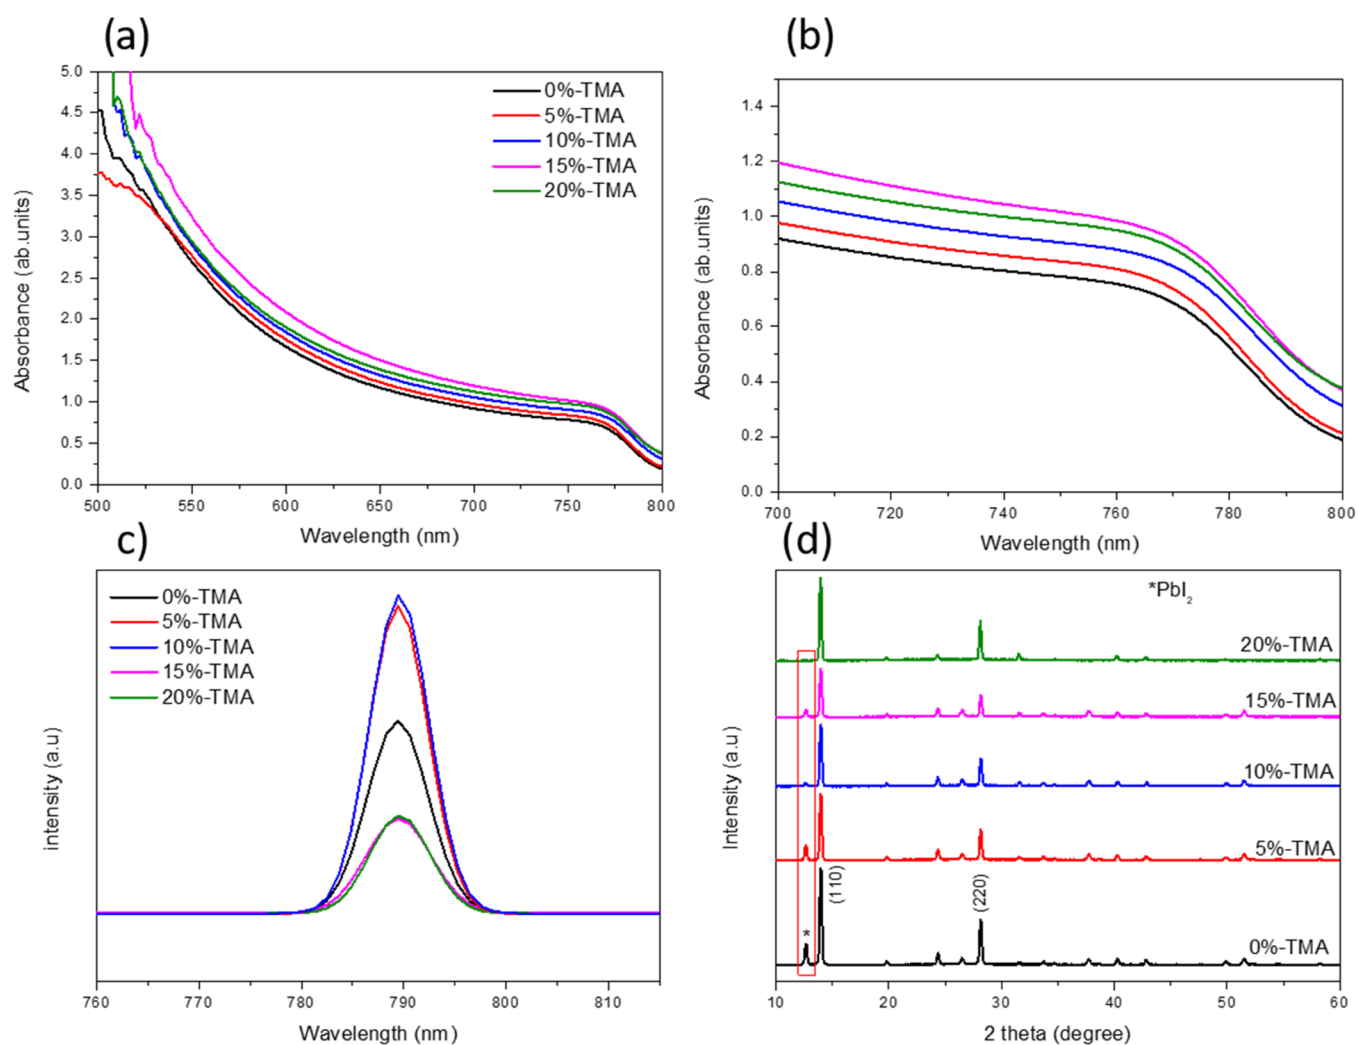 (a)
5.0
4.5
4.0
3.5
3.0
2.5
2.0
1.5
1.0
0.5
0.0
Absorbance (ab.units)
0%-TMA
5%-TMA
10%-TMA
15%-TMA
20%-TMA
500 550 600 650 700 750 800
Wavelength (nm)
(b)
1.4
1.2
1.0
0.8
0.6
0.4
0.2
0.0
Absorbance (ab.units)
700 720 740 760 780 800
Wavelength (nm)
c)
intensity (a.u)
0%-TMA
5%-TMA
10%-TMA
15%-TMA
20%-TMA
760 770 780 790 800 810
Wavelength (nm)
(d)
Intensity (a.u)
*PbI₂
20%-TMA
15%-TMA
10%-TMA
5%-TMA
0%-TMA
*
(110)
(220)
10 20 30 40 50 60
2 theta (degree)